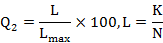 Q₂ = L / Lₘₐₓ × 100, L = K / N